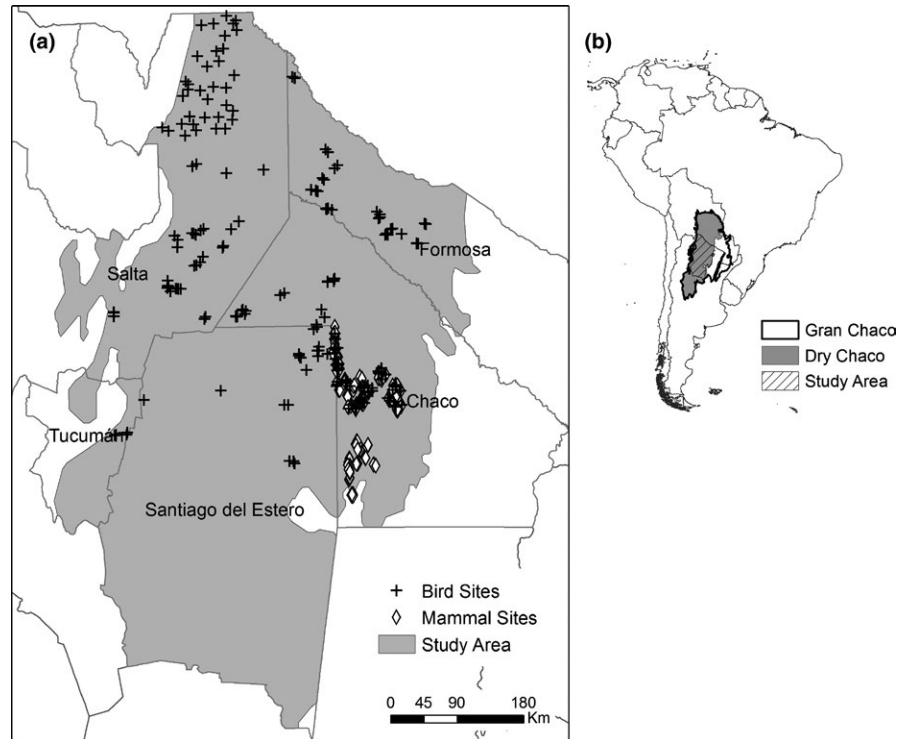 (a)
Salta
Formosa
Chaco
Tucumán
Santiago del Estero
Bird Sites
Mammal Sites
Study Area
0 45 90 180
Km
(b)
Gran Chaco
Dry Chaco
Study Area